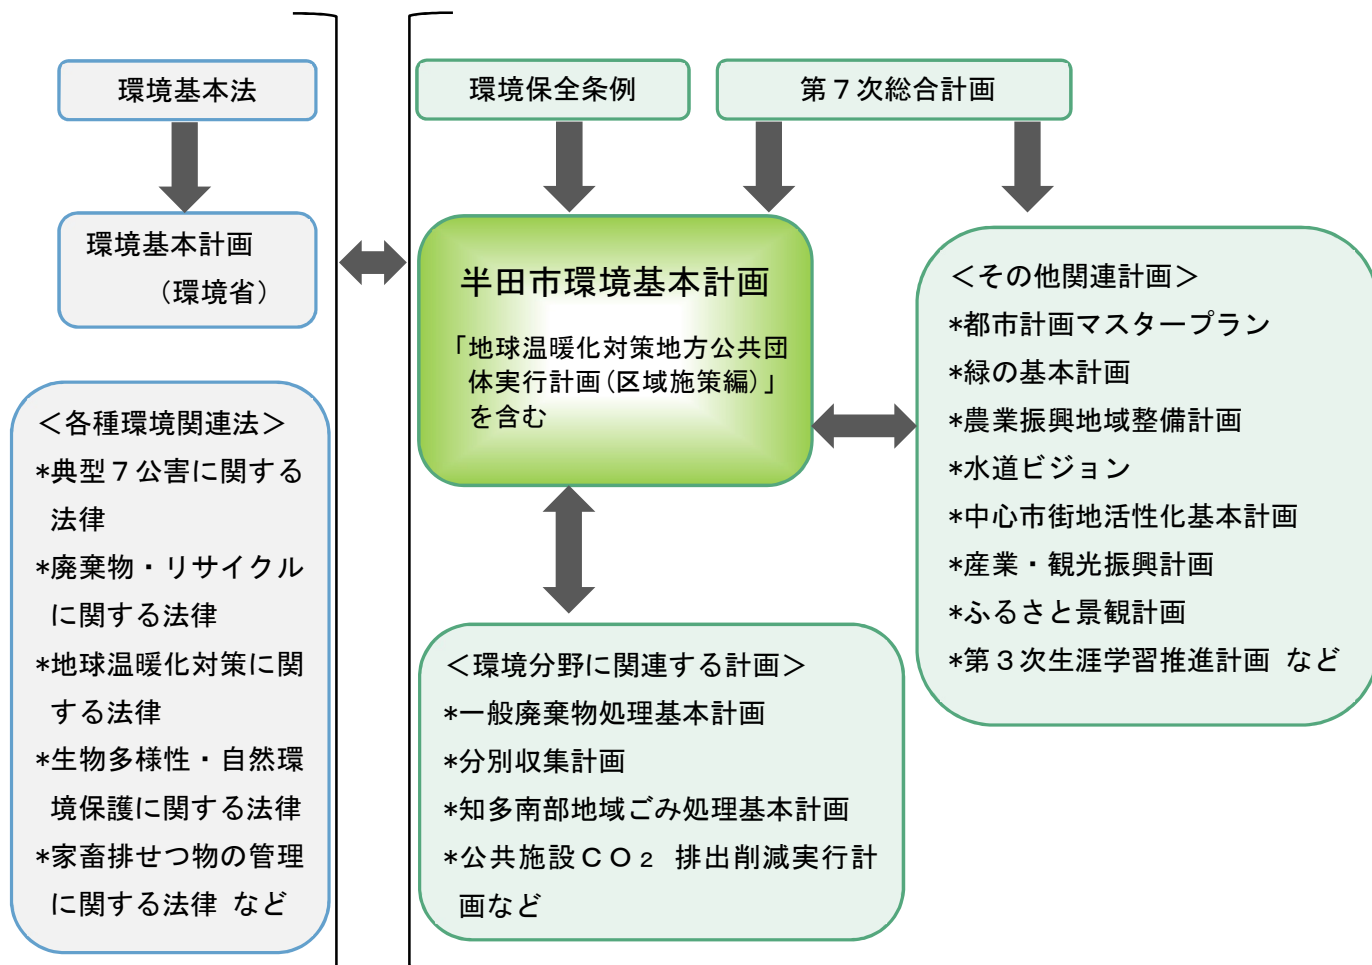 環境基本法
環境基本計画
（環境省）
＜各種環境関連法＞
*典型７公害に関する
法律
*廃棄物・リサイクル
に関する法律
*地球温暖化対策に関
する法律
*生物多様性・自然環
境保護に関する法律
*家畜排せつ物の管理
に関する法律 など
環境保全条例
第７次総合計画
半田市環境基本計画
「地球温暖化対策地方公共団
体実行計画（区域施策編）」
を含む
＜その他関連計画＞
*都市計画マスタープラン
*緑の基本計画
*農業振興地域整備計画
*水道ビジョン
*中心市街地活性化基本計画
*産業・観光振興計画
*ふるさと景観計画
*第３次生涯学習推進計画 など
＜環境分野に関連する計画＞
*一般廃棄物処理基本計画
*分別収集計画
*知多南部地域ごみ処理基本計画
*公共施設ＣＯ₂ 排出削減実行計
画など